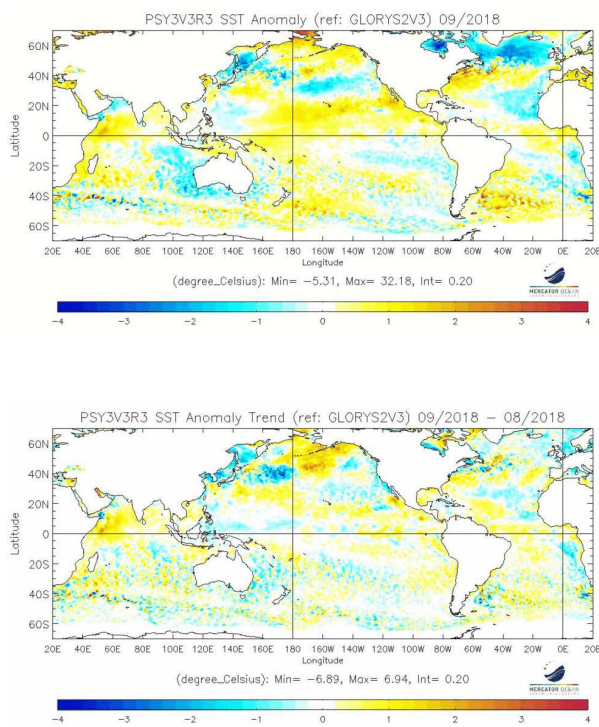 PSY3V3R3 SST Anomaly (ref: GLORYS2V3) 09/2018
60N
40N
20N
0
20S
40S
60S
Latitude
20E 40E 60E 80E 100E 120E 140E 160E 180 160W 140W 120W 100W 80W 60W 40W 20W 0 20E
Longitude
(degree_Celsius): Min= -5.31, Max= 32.18, Int= 0.20
MERCATOR OCEAN
-4 -3 -2 -1 0 1 2 3 4
PSY3V3R3 SST Anomaly Trend (ref: GLORYS2V3) 09/2018 - 08/2018
60N
40N
20N
0
20S
40S
60S
Latitude
20E 40E 60E 80E 100E 120E 140E 160E 180 160W 140W 120W 100W 80W 60W 40W 20W 0 20E
Longitude
(degree_Celsius): Min= -6.89, Max= 6.94, Int= 0.20
MERCATOR OCEAN
-4 -3 -2 -1 0 1 2 3 4